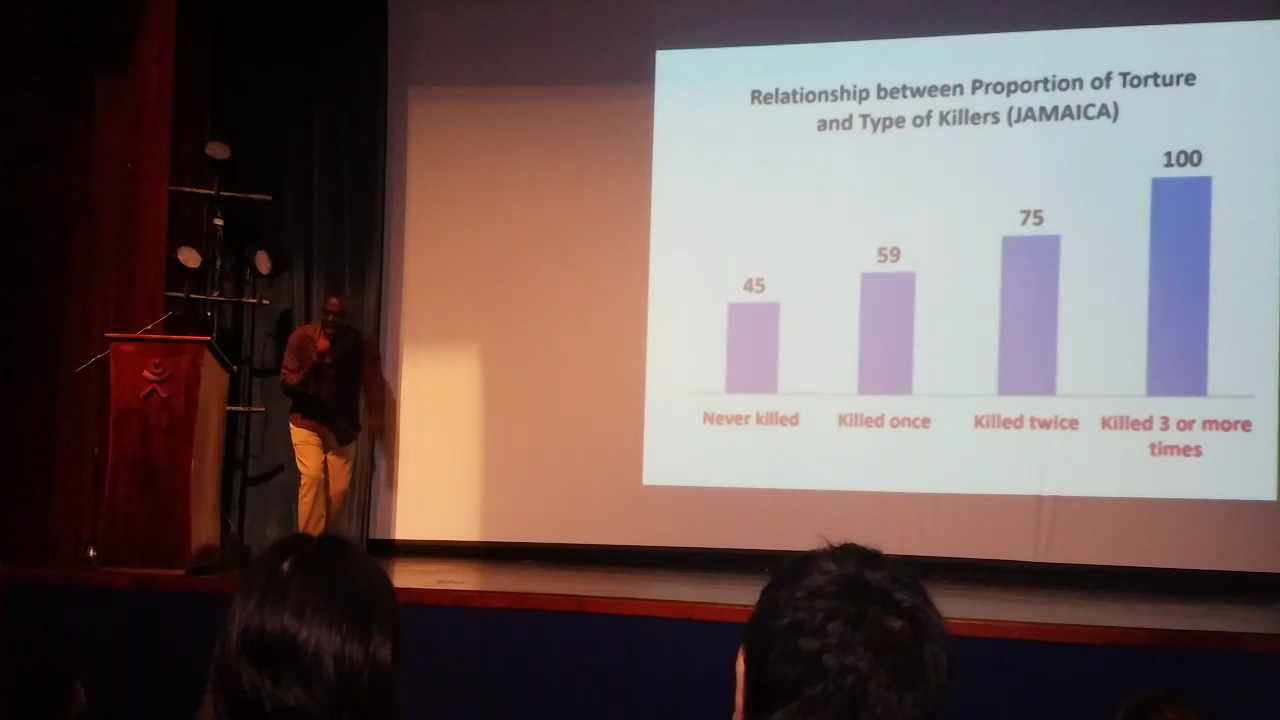 Relationship between Proportion of Torture
and Type of Killers (JAMAICA)
45
59
75
100
Never killed
Killed once
Killed twice
Killed 3 or more
times